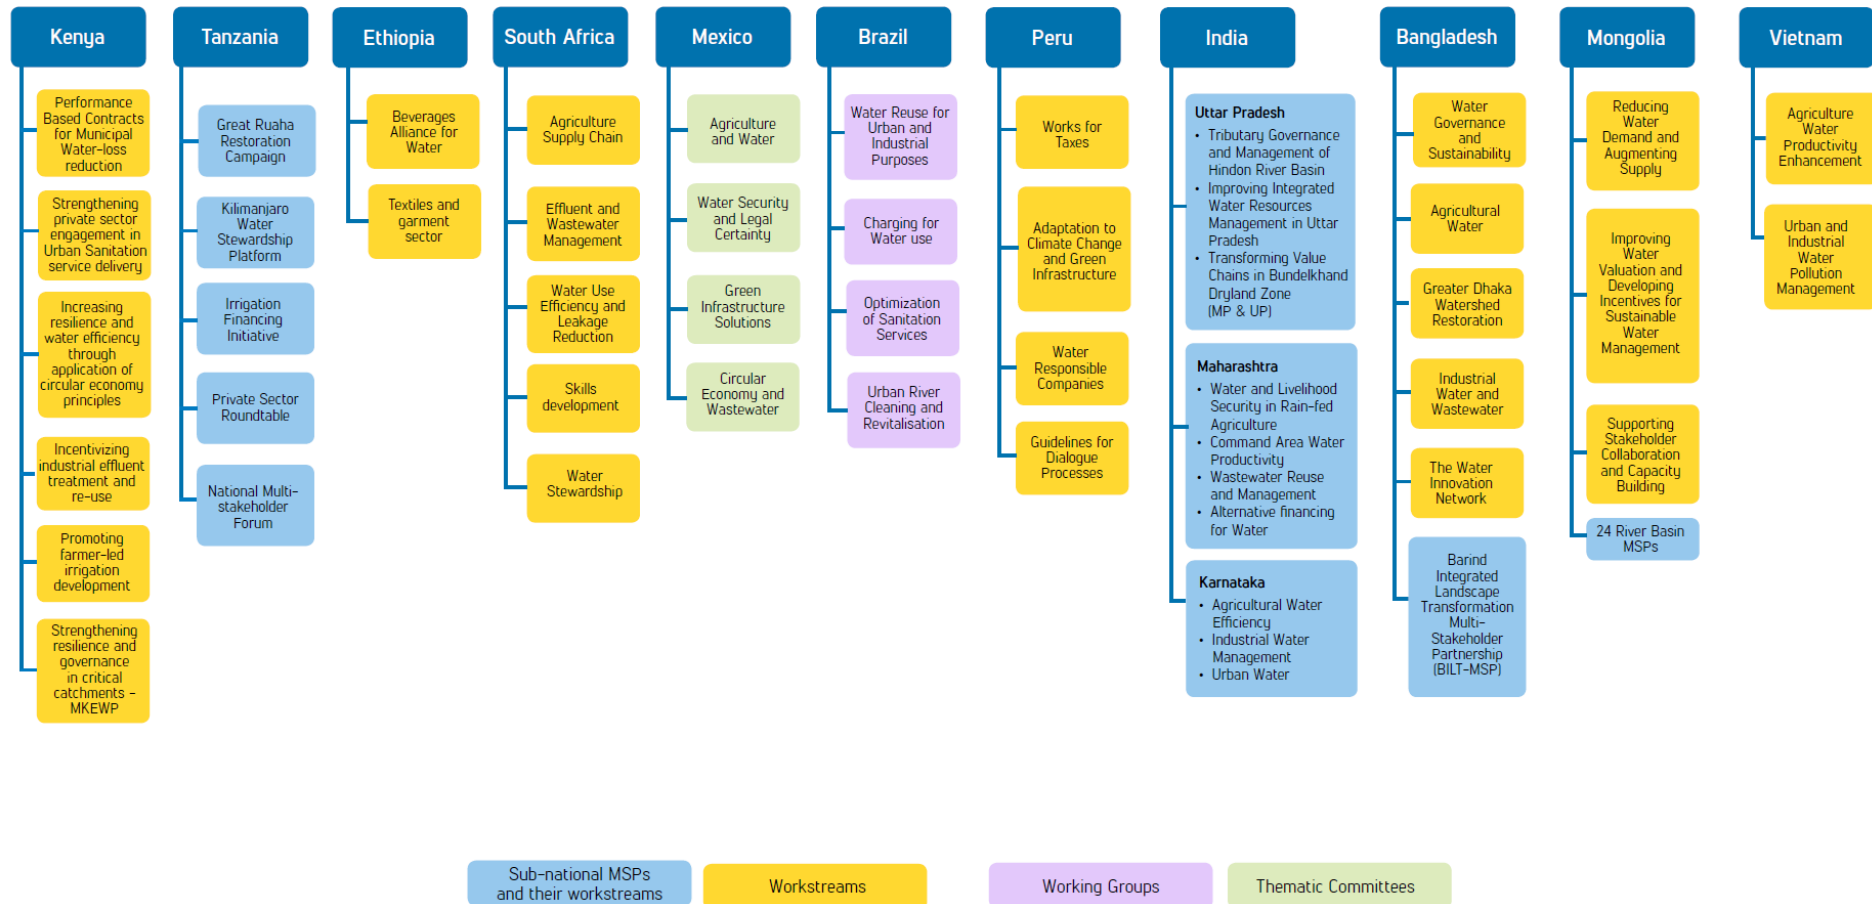 Kenya
Performance
Based Contracts
for Municipal
Water-loss
reduction
Strengthening
private sector
engagement in
Urban Sanitation
service delivery
Increasing
resilience and
water efficiency
through
application of
circular economy
principles
Incentivizing
industrial effluent
treatment and
re-use
Promoting
farmer-led
irrigation
development
Strengthening
resilience and
governance
in critical
catchments –
MKEWP
Tanzania
Great Ruaha
Restoration
Campaign
Kilimanjaro
Water
Stewardship
Platform
Irrigation
Financing
Initiative
Private Sector
Roundtable
National Multi-
stakeholder
Forum
Ethiopia
Beverages
Alliance for
Water
Textiles and
garment
sector
South Africa
Agriculture
Supply Chain
Effluent and
Wastewater
Management
Water Use
Efficiency and
Leakage
Reduction
Skills
development
Water
Stewardship
Mexico
Agriculture
and Water
Water Security
and Legal
Certainty
Green
Infrastructure
Solutions
Circular
Economy and
Wastewater
Brazil
Water Reuse for
Urban and
Industrial
Purposes
Charging for
Water use
Optimization
of Sanitation
Services
Urban River
Cleaning and
Revitalisation
Peru
Works for
Taxes
Adaptation to
Climate Change
and Green
Infrastructure
Water
Responsible
Companies
Guidelines for
Dialogue
Processes
India
Uttar Pradesh
• Tributary Governance
and Management of
Hindon River Basin
• Improving Integrated
Water Resources
Management in Uttar
Pradesh
• Transforming Value
Chains in Bundelkhand
Dryland Zone
(MP & UP)
Maharashtra
• Water and Livelihood
Security in Rain-fed
Agriculture
• Command Area Water
Productivity
• Wastewater Reuse
and Management
• Alternative financing
for Water
Karnataka
• Agricultural Water
Efficiency
• Industrial Water
Management
• Urban Water
Bangladesh
Water
Governance
and
Sustainability
Agricultural
Water
Greater Dhaka
Watershed
Restoration
Industrial
Water and
Wastewater
The Water
Innovation
Network
Barind
Integrated
Landscape
Transformation
Multi-
Stakeholder
Partnership
(BILT-MSP)
Mongolia
Reducing
Water
Demand and
Augmenting
Supply
Improving
Water
Valuation and
Developing
Incentives for
Sustainable
Water
Management
Supporting
Stakeholder
Collaboration
and Capacity
Building
24 River Basin
MSPs
Vietnam
Agriculture
Water
Productivity
Enhancement
Urban and
Industrial
Water
Pollution
Management
Sub-national MSPs
and their workstreams
Workstreams
Working Groups
Thematic Committees